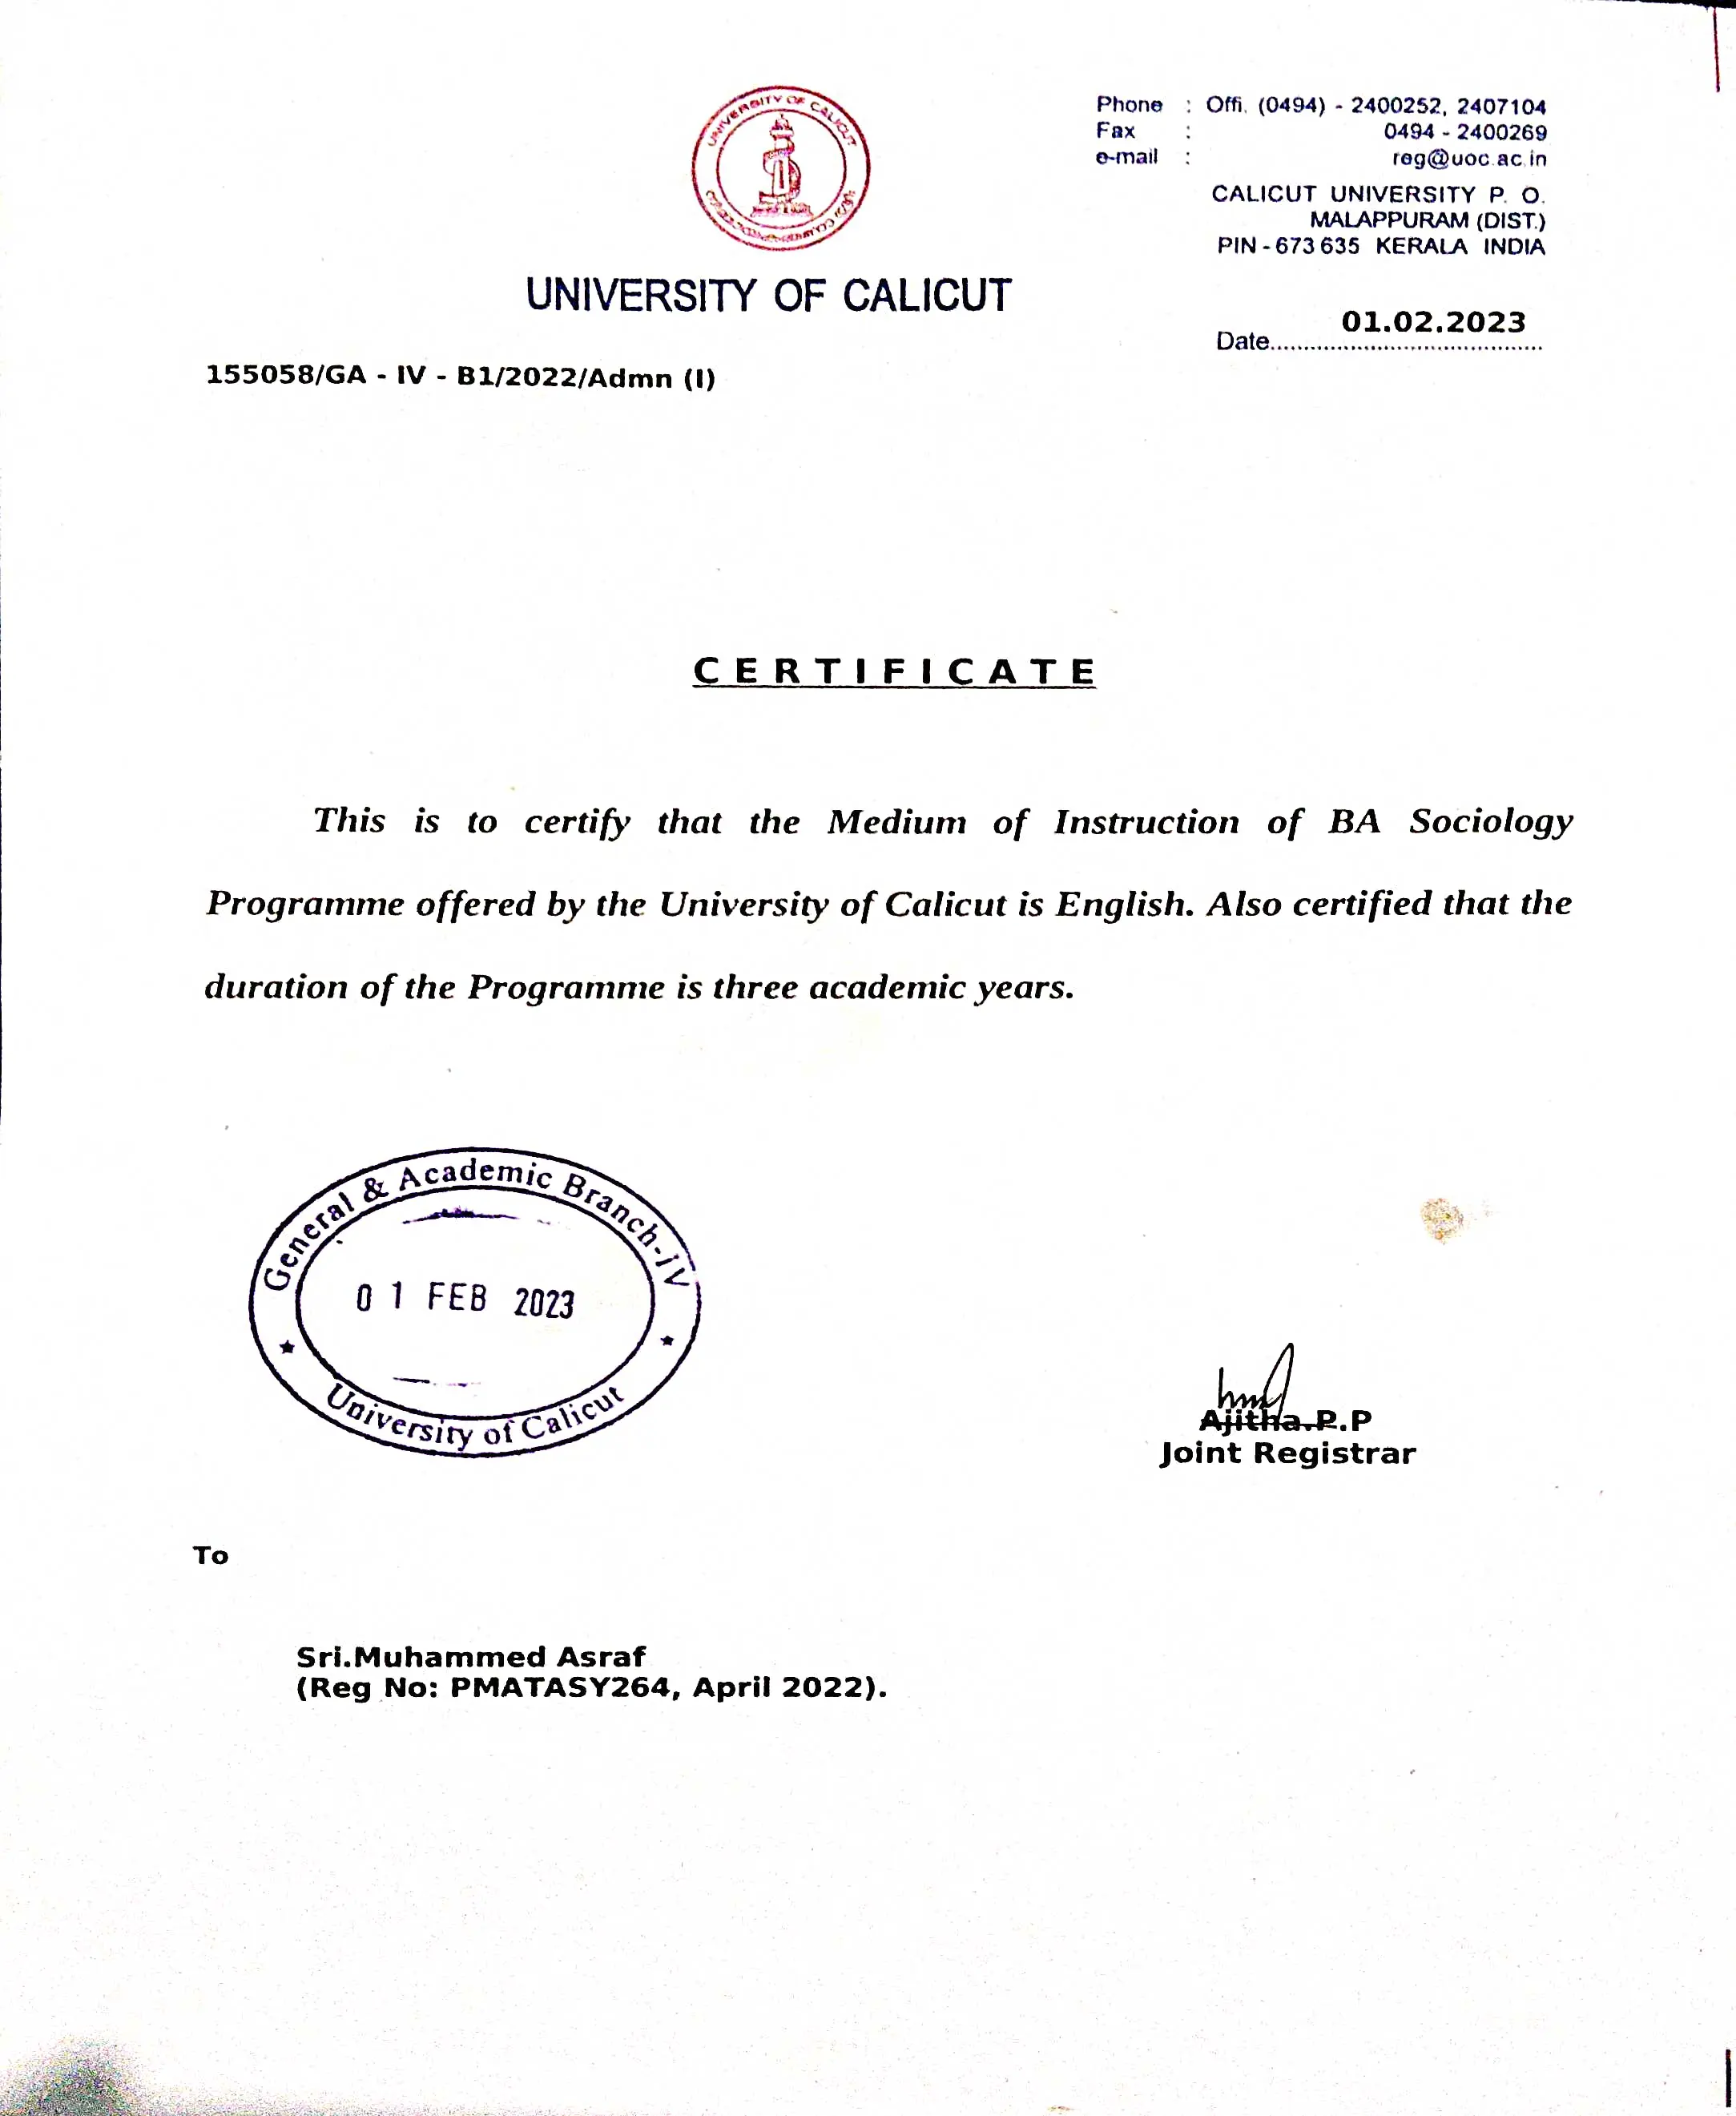 UNIVERSITY OF CALICUT
Phone : Offi. (0494) - 2400252, 2407104
Fax : 0494 - 2400269
e-mail : reg@uoc.ac.in
CALICUT UNIVERSITY P. O.
MALAPPURAM (DIST.)
PIN - 673 635 KERALA INDIA
UNIVERSITY OF CALICUT
Date 01.02.2023
155058/GA - IV - B1/2022/Admn (I)
CERTIFICATE
This is to certify that the Medium of Instruction of BA Sociology
Programme offered by the University of Calicut is English. Also certified that the
duration of the Programme is three academic years.
General & Academic Branch-IV
01 FEB 2023
University of Calicut
Ajitha.P.P
Joint Registrar
To
Sri.Muhammed Asraf
(Reg No: PMATASY264, April 2022).